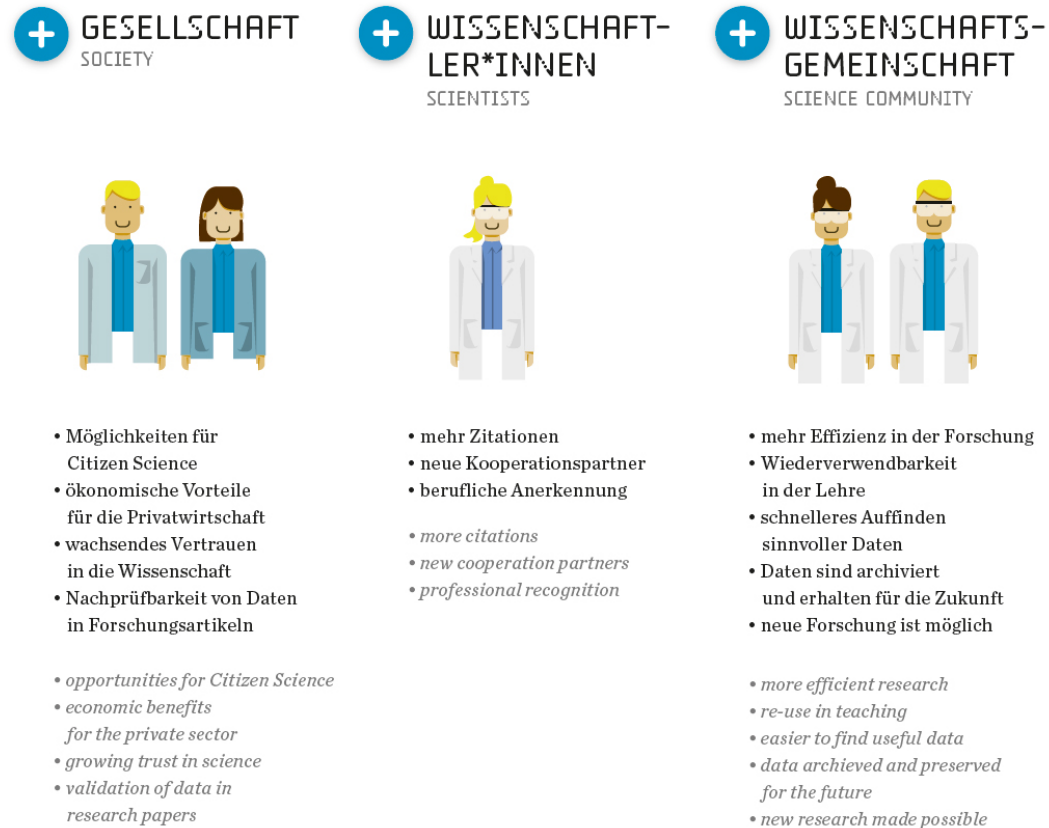 GESELLSCHAFT
SOCIETY
• Möglichkeiten für
Citizen Science
• ökonomische Vorteile
für die Privatwirtschaft
• wachsendes Vertrauen
in die Wissenschaft
• Nachprüfbarkeit von Daten
in Forschungsartikeln
• opportunities for Citizen Science
• economic benefits
for the private sector
• growing trust in science
• validation of data in
research papers
WISSENSCHAFT-
LER*INNEN
SCIENTISTS
• mehr Zitationen
• neue Kooperationspartner
• berufliche Anerkennung
• more citations
• new cooperation partners
• professional recognition
WISSENSCHAFTS-
GEMEINSCHAFT
SCIENCE COMMUNITY
• mehr Effizienz in der Forschung
• Wiederverwendbarkeit
in der Lehre
• schnelleres Auffinden
sinnvoller Daten
• Daten sind archiviert
und erhalten für die Zukunft
• neue Forschung ist möglich
• more efficient research
• re-use in teaching
• easier to find useful data
• data archieved and preserved
for the future
• new research made possible